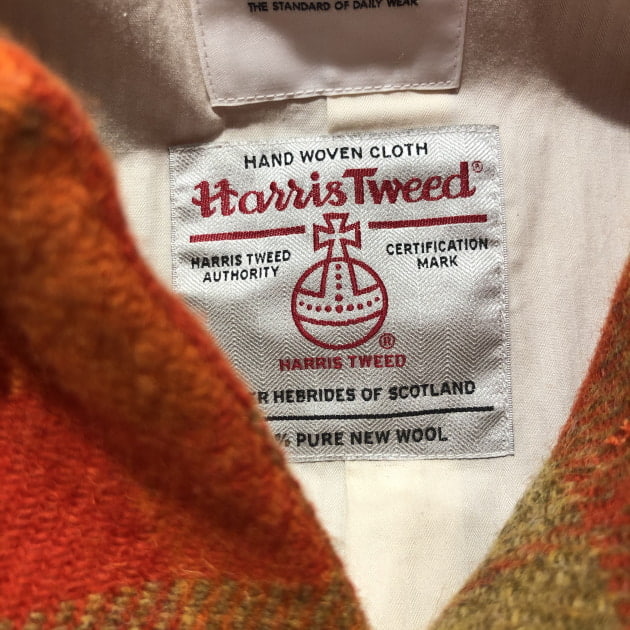 THE STANDARD OF DAILY WEAR
HAND WOVEN CLOTH
Harris Tweed®
HARRIS TWEED AUTHORITY
CERTIFICATION MARK
®
HARRIS TWEED
HEBRIDES OF SCOTLAND
% PURE NEW WOOL